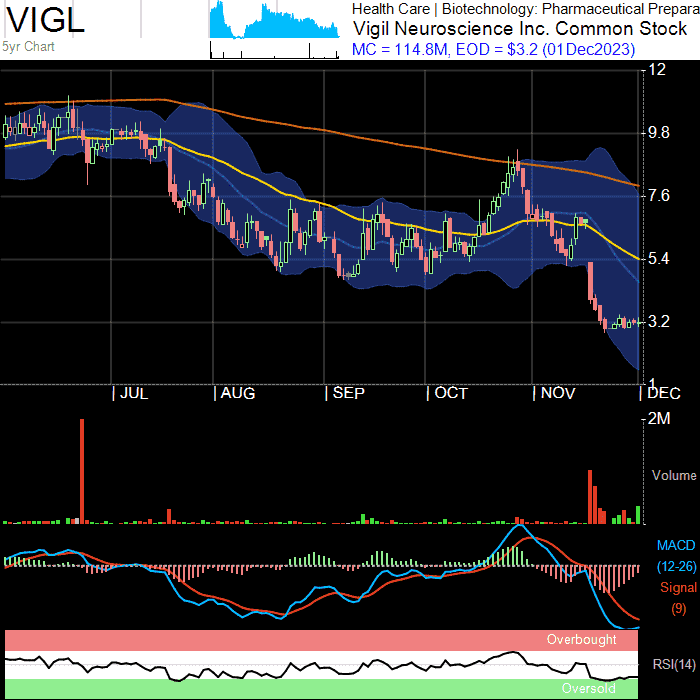 VIGL
Health Care | Biotechnology: Pharmaceutical Prepara
Vigil Neuroscience Inc. Common Stock
5yr Chart
MC = 114.8M, EOD = $3.2 (01Dec2023)
12
9.8
7.6
5.4
3.2
1
JUL AUG SEP OCT NOV DEC
2M
Volume
MACD
(12-26)
Signal
(9)
Overbought
RSI(14)
Oversold